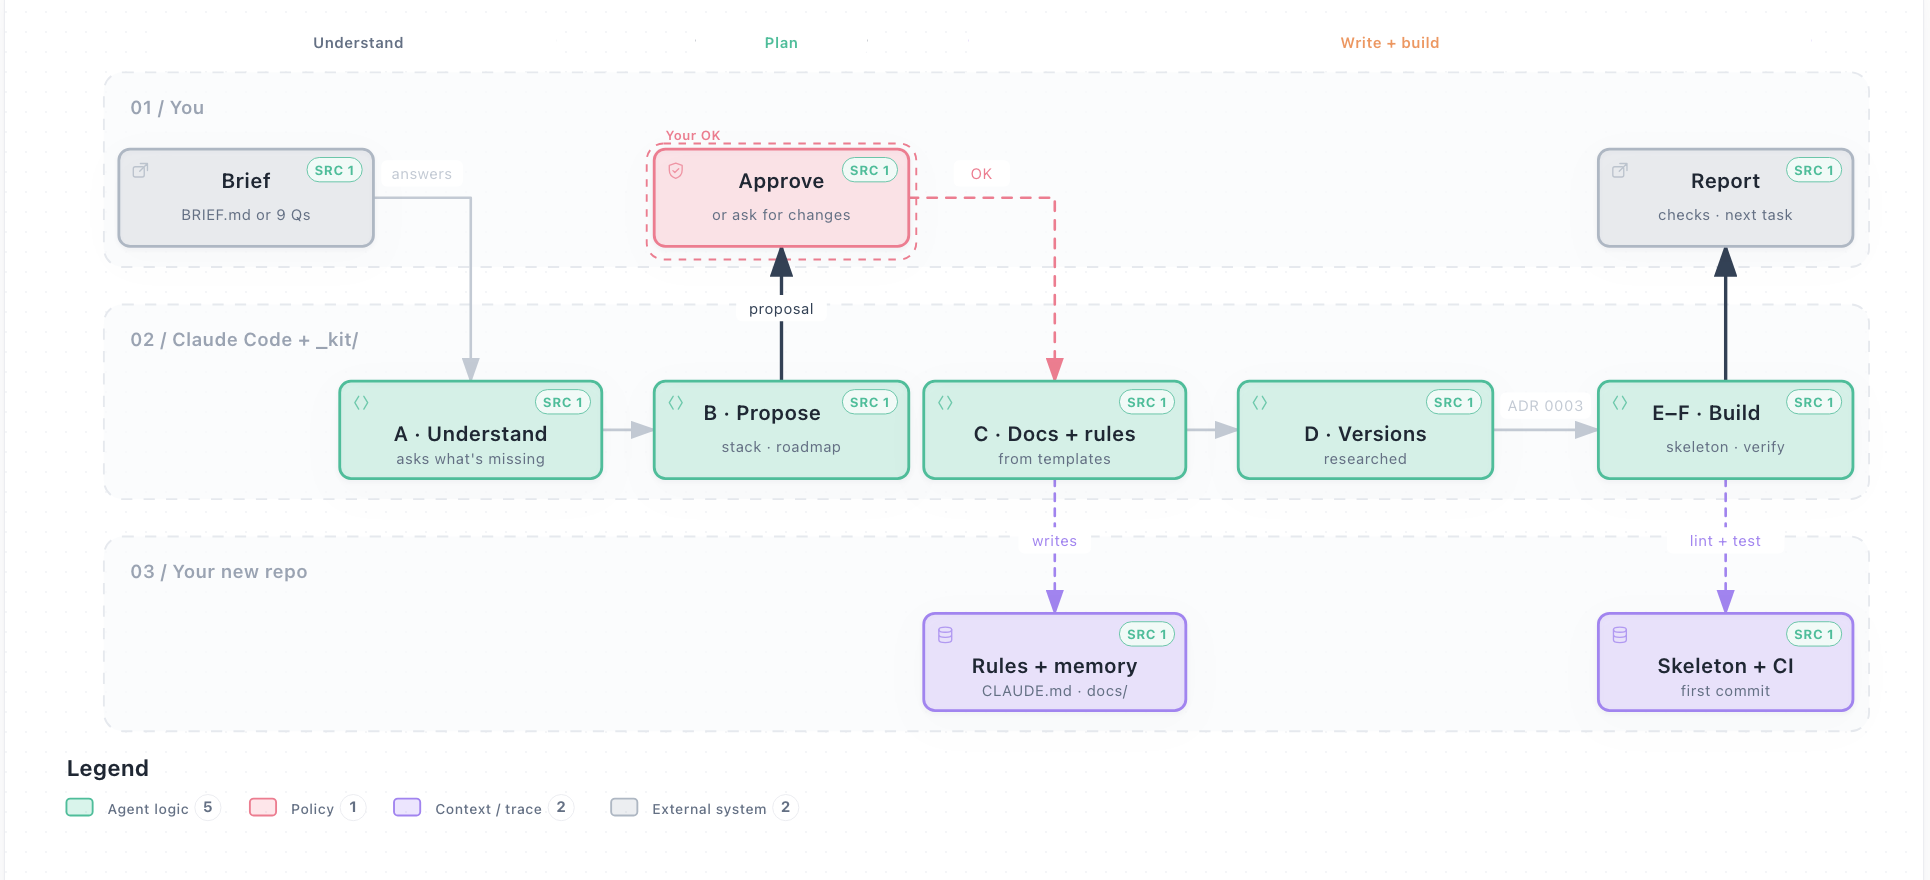 Understand
Plan
Write + build
01 / You
Your OK
Brief
SRC 1
BRIEF.md or 9 Qs
answers
Approve
SRC 1
or ask for changes
OK
Report
SRC 1
checks · next task
proposal
02 / Claude Code + _kit/
A · Understand
SRC 1
asks what's missing
B · Propose
SRC 1
stack · roadmap
C · Docs + rules
SRC 1
from templates
D · Versions
SRC 1
researched
ADR 0003
E–F · Build
SRC 1
skeleton · verify
writes
lint + test
03 / Your new repo
Rules + memory
SRC 1
CLAUDE.md · docs/
Skeleton + CI
SRC 1
first commit
Legend
Agent logic 5
Policy 1
Context / trace 2
External system 2